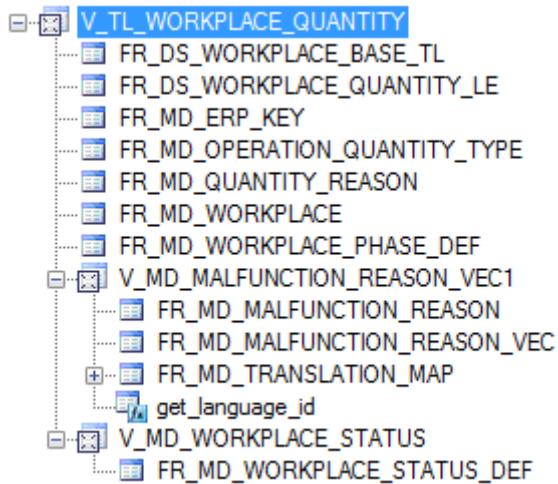 V_TL_WORKPLACE_QUANTITY
FR_DS_WORKPLACE_BASE_TL
FR_DS_WORKPLACE_QUANTITY_LE
FR_MD_ERP_KEY
FR_MD_OPERATION_QUANTITY_TYPE
FR_MD_QUANTITY_REASON
FR_MD_WORKPLACE
FR_MD_WORKPLACE_PHASE_DEF
V_MD_MALFUNCTION_REASON_VEC1
FR_MD_MALFUNCTION_REASON
FR_MD_MALFUNCTION_REASON_VEC
FR_MD_TRANSLATION_MAP
get_language_id
V_MD_WORKPLACE_STATUS
FR_MD_WORKPLACE_STATUS_DEF